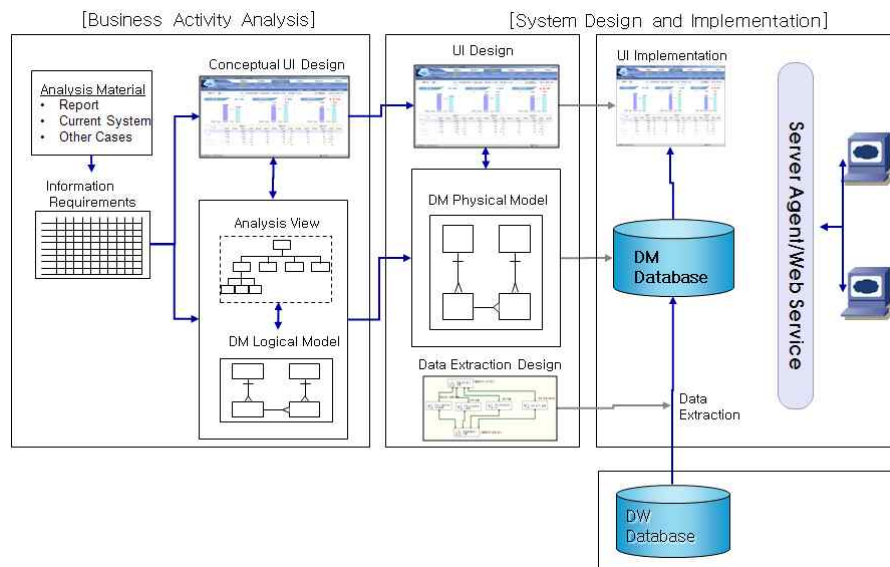 [Business Activity Analysis]
[System Design and Implementation]
Analysis Material
• Report
• Current System
• Other Cases
Information
Requirements
Conceptual UI Design
Analysis View
DM Logical Model
UI Design
DM Physical Model
Data Extraction Design
UI Implementation
DM
Database
Data
Extraction
DW
Database
Server Agent/Web Service